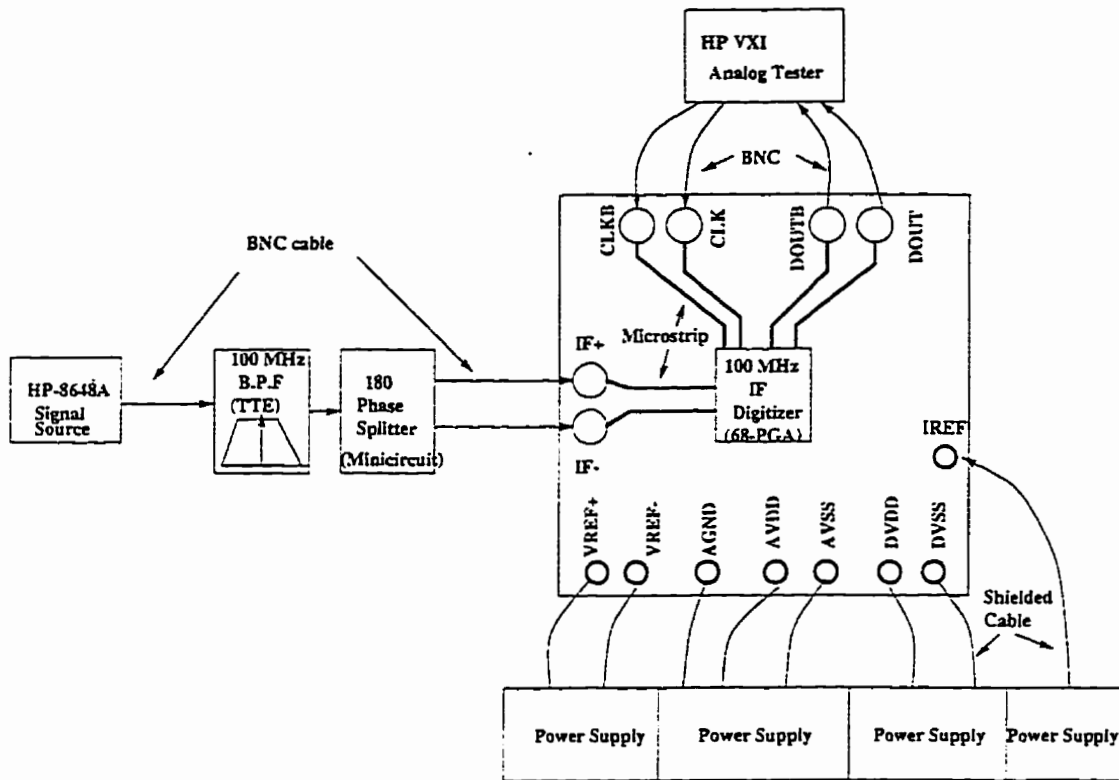 HP VXI
Analog Tester
BNC
CLKB
CLK
DOUTB
DOUT
BNC cable
Microstrip
IF+
100 MHz
IF
Digitizer
(68-PGA)
HP-8648A
Signal
Source
100 MHz
B.P.F
(TTE)
180
Phase
Splitter
(Minicircuit)
IF-
IREF
VREF+
VREF-
AGND
AVDD
AVSS
DVDD
DVSS
Shielded
Cable
Power Supply
Power Supply
Power Supply
Power Supply